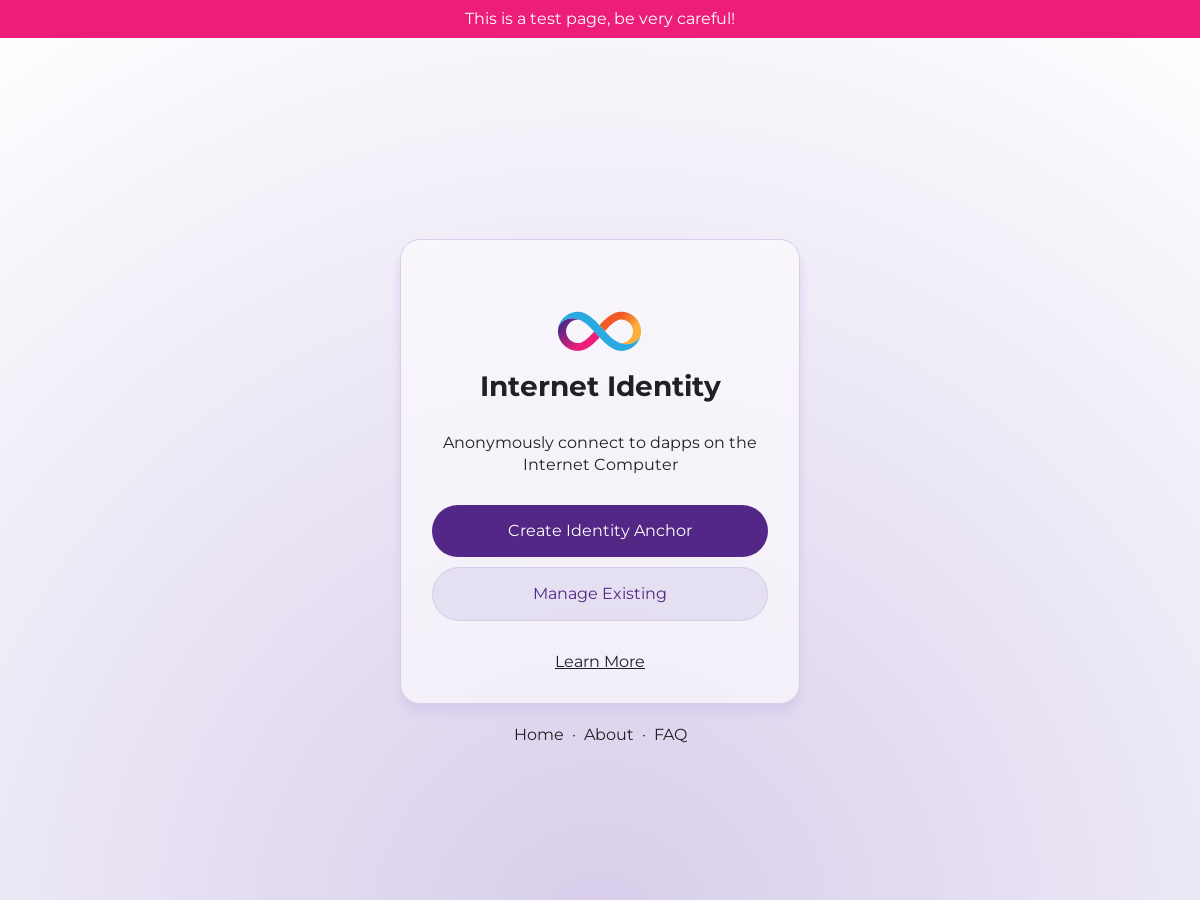 This is a test page, be very careful!
Internet Identity
Anonymously connect to dapps on the
Internet Computer
Create Identity Anchor
Manage Existing
Learn More
Home · About · FAQ